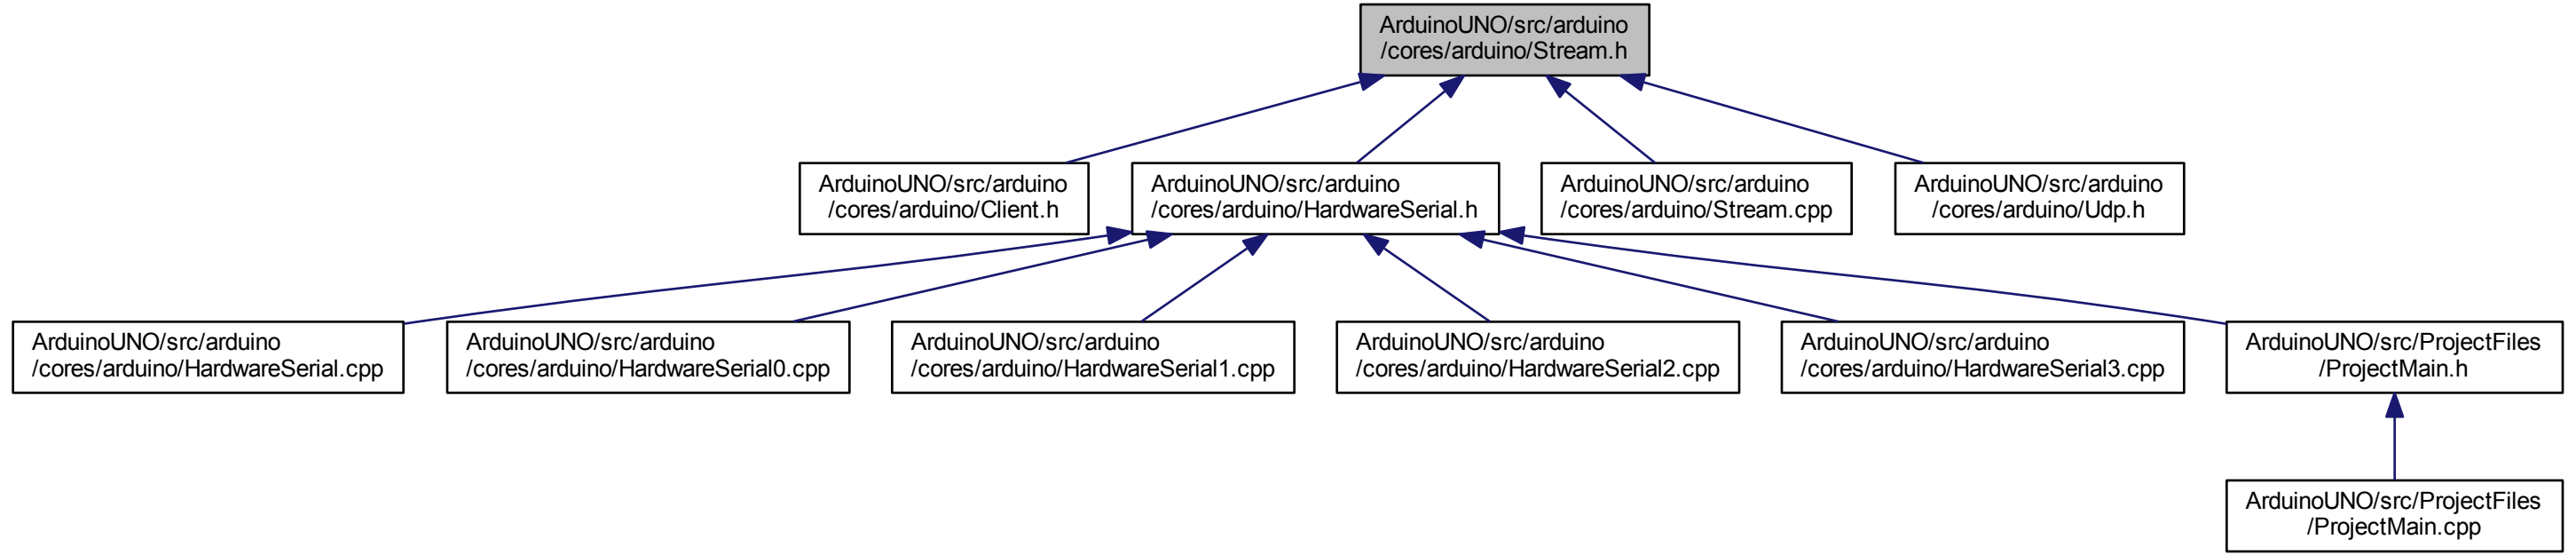 ArduinoUNO/src/arduino
/cores/arduino/Stream.h
ArduinoUNO/src/arduino
/cores/arduino/Client.h
ArduinoUNO/src/arduino
/cores/arduino/HardwareSerial.h
ArduinoUNO/src/arduino
/cores/arduino/Stream.cpp
ArduinoUNO/src/arduino
/cores/arduino/Udp.h
ArduinoUNO/src/arduino
/cores/arduino/HardwareSerial.cpp
ArduinoUNO/src/arduino
/cores/arduino/HardwareSerial0.cpp
ArduinoUNO/src/arduino
/cores/arduino/HardwareSerial1.cpp
ArduinoUNO/src/arduino
/cores/arduino/HardwareSerial2.cpp
ArduinoUNO/src/arduino
/cores/arduino/HardwareSerial3.cpp
ArduinoUNO/src/ProjectFiles
/ProjectMain.h
ArduinoUNO/src/ProjectFiles
/ProjectMain.cpp